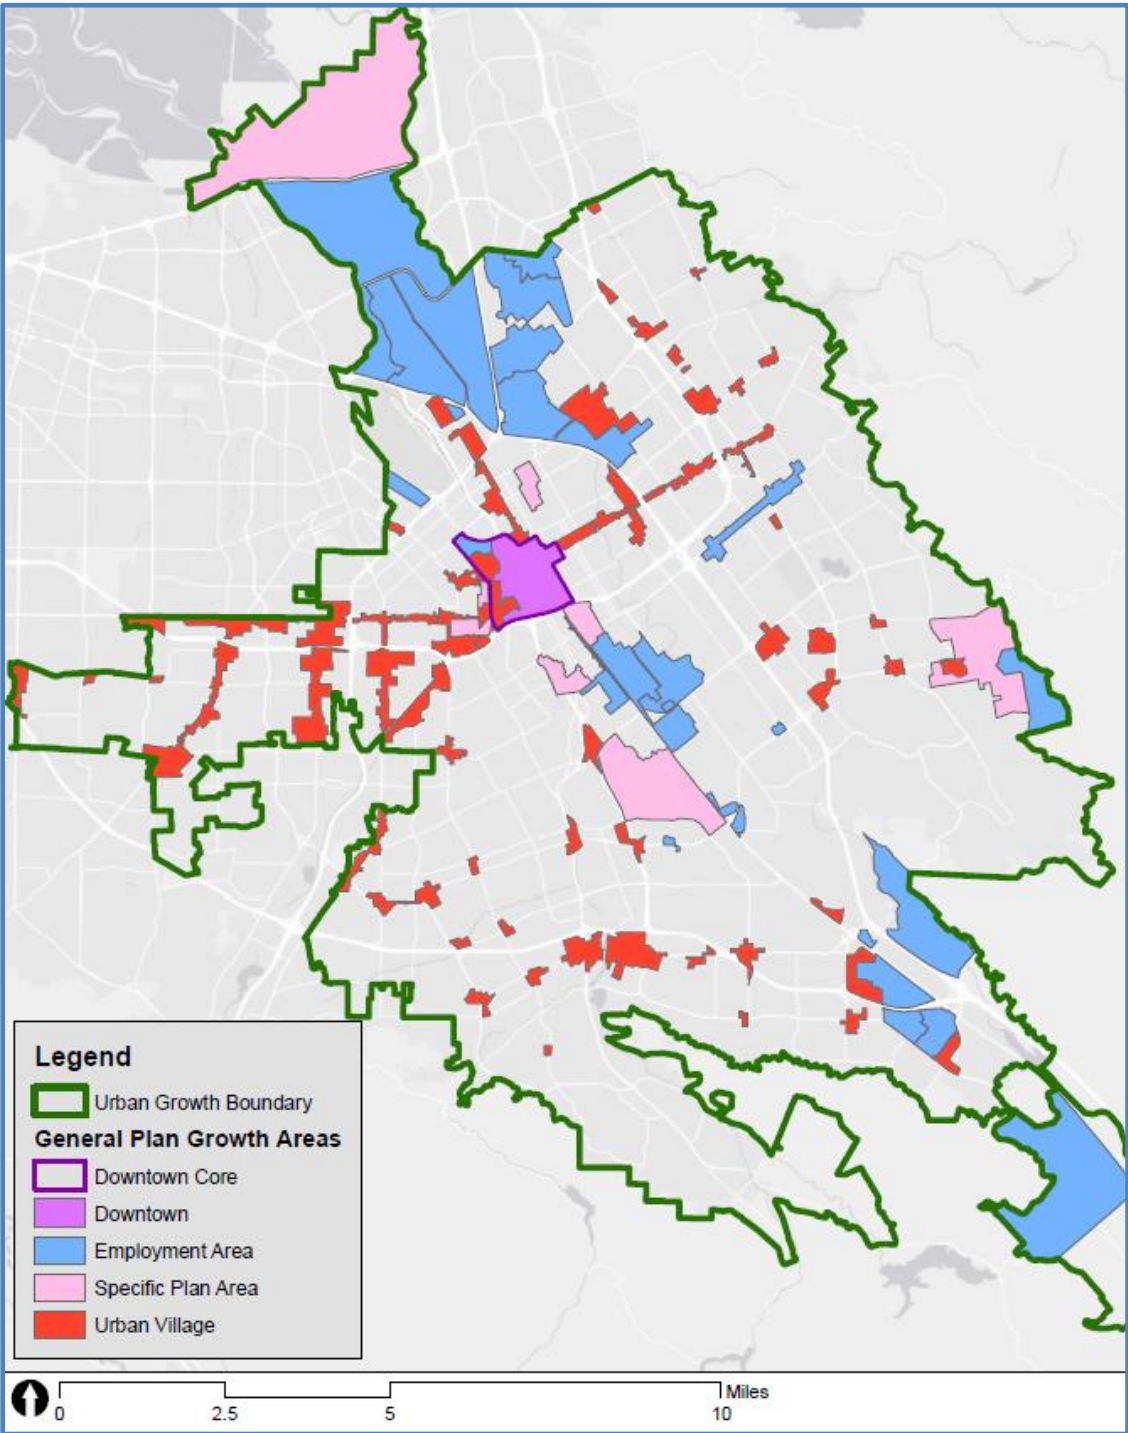 Legend
Urban Growth Boundary
General Plan Growth Areas
Downtown Core
Downtown
Employment Area
Specific Plan Area
Urban Village
Miles
0 2.5 5 10